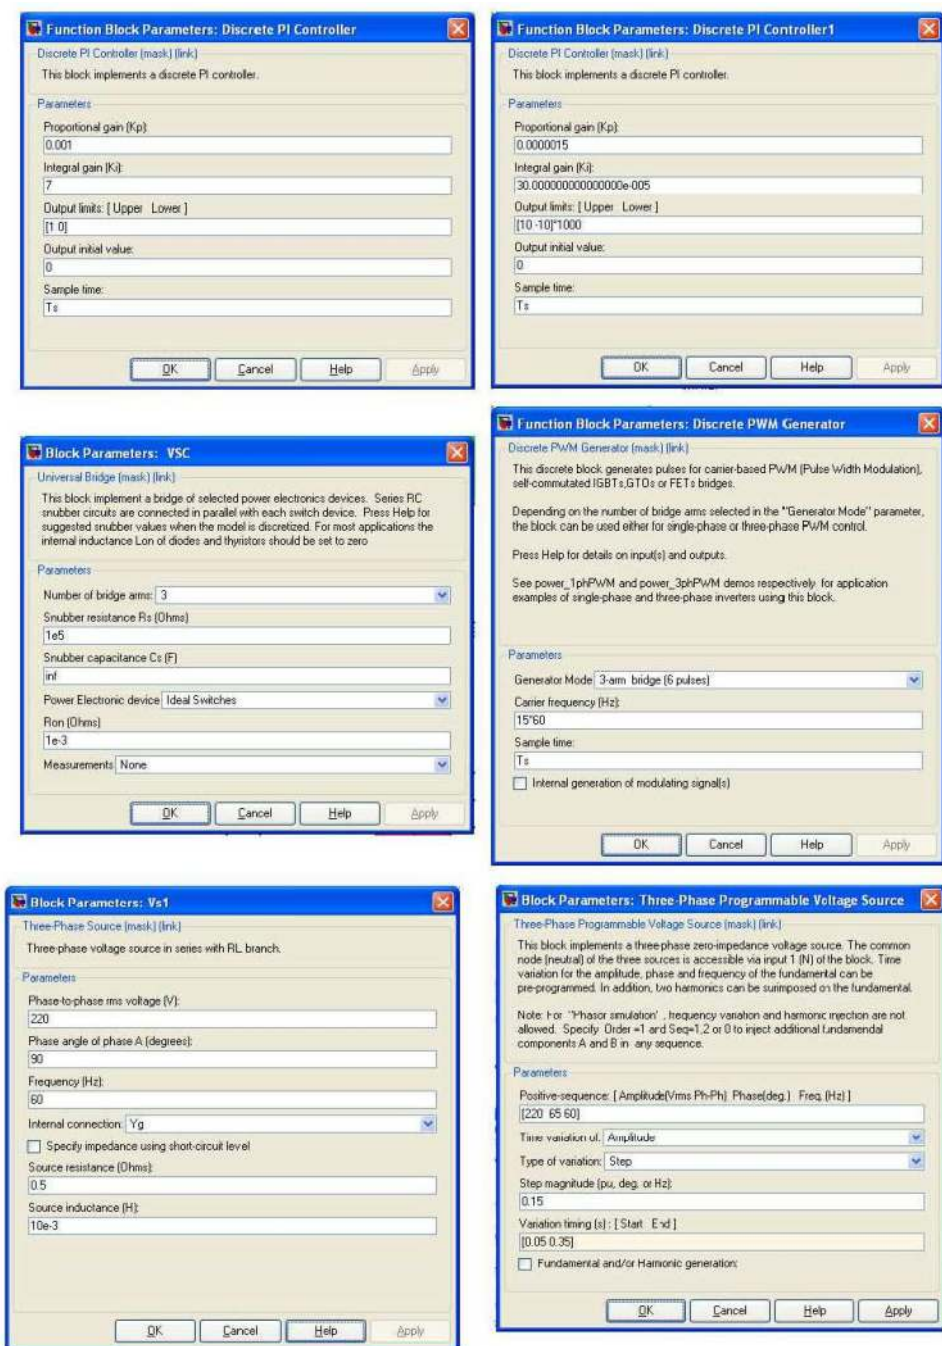 Function Block Parameters: Discrete PI Controller
Discrete PI Controller (mask) (link)
This block implements a discrete PI controller.
Parameters
Proportional gain (Kp):
0.001
Integral gain (Ki):
7
Output limits: [ Upper Lower ]
[1 0]
Output initial value:
0
Sample time:
Ts
OK Cancel Help Apply
Function Block Parameters: Discrete PI Controller1
Discrete PI Controller (mask) (link)
This block implements a discrete PI controller.
Parameters
Proportional gain (Kp):
0.0000015
Integral gain (Ki):
30.000000000000000e-005
Output limits: [ Upper Lower ]
[10 -10]*1000
Output initial value:
0
Sample time:
Ts
OK Cancel Help Apply
Block Parameters: VSC
Universal Bridge (mask) (link)
This block implement a bridge of selected power electronics devices. Series RC
snubber circuits are connected in parallel with each switch device. Press Help for
suggested snubber values when the model is discretized. For most applications the
internal inductance Lon of diodes and thyristors should be set to zero
Parameters
Number of bridge arms: 3
Snubber resistance Rs (Ohms)
1e5
Snubber capacitance Cs (F)
inf
Power Electronic device Ideal Switches
Ron (Ohms)
1e-3
Measurements None
OK Cancel Help Apply
Function Block Parameters: Discrete PWM Generator
Discrete PWM Generator (mask) (link)
This discrete block generates pulses for carrier-based PWM (Pulse Width Modulation),
self-commutated IGBTs,GTOs or FETs bridges.
Depending on the number of bridge arms selected in the "Generator Mode" parameter,
the block can be used either for single-phase or three-phase PWM control.
Press Help for details on input(s) and outputs.
See power_1phPWM and power_3phPWM demos respectively for application
examples of single-phase and three-phase inverters using this block.
Parameters
Generator Mode 3-arm bridge (6 pulses)
Carrier frequency (Hz):
15*60
Sample time:
Ts
Internal generation of modulating signal(s)
OK Cancel Help Apply
Block Parameters: Vs1
Three-Phase Source (mask) (link)
Three-phase voltage source in series with RL branch.
Parameters
Phase-to-phase rms voltage (V):
220
Phase angle of phase A (degrees):
90
Frequency (Hz):
60
Internal connection: Yg
Specify impedance using short-circuit level
Source resistance (Ohms):
0.5
Source inductance (H):
10e-3
OK Cancel Help Apply
Block Parameters: Three-Phase Programmable Voltage Source
Three-Phase Programmable Voltage Source (mask) (link)
This block implements a three-phase zero-impedance voltage source. The common
node (neutral) of the three sources is accessible via input 1 (N) of the block. Time
variation for the amplitude, phase and frequency of the fundamental can be
pre-programmed. In addition, two harmonics can be surimposed on the fundamental.
Note: For "Phasor simulation", frequency variation and harmonic injection are not
allowed. Specify Order =1 and Seq=1,2 or 0 to inject additional fundamendal
components A and B in any sequence.
Parameters
Positive-sequence: [ Amplitude(Vrms Ph-Ph) Phase(deg.) Freq. (Hz) ]
[220 65 60]
Time variation of: Amplitude
Type of variation: Step
Step magnitude (pu, deg. or Hz):
0.15
Variation timing (s) : [ Start End ]
[0.05 0.35]
Fundamental and/or Harmonic generation:
OK Cancel Help Apply